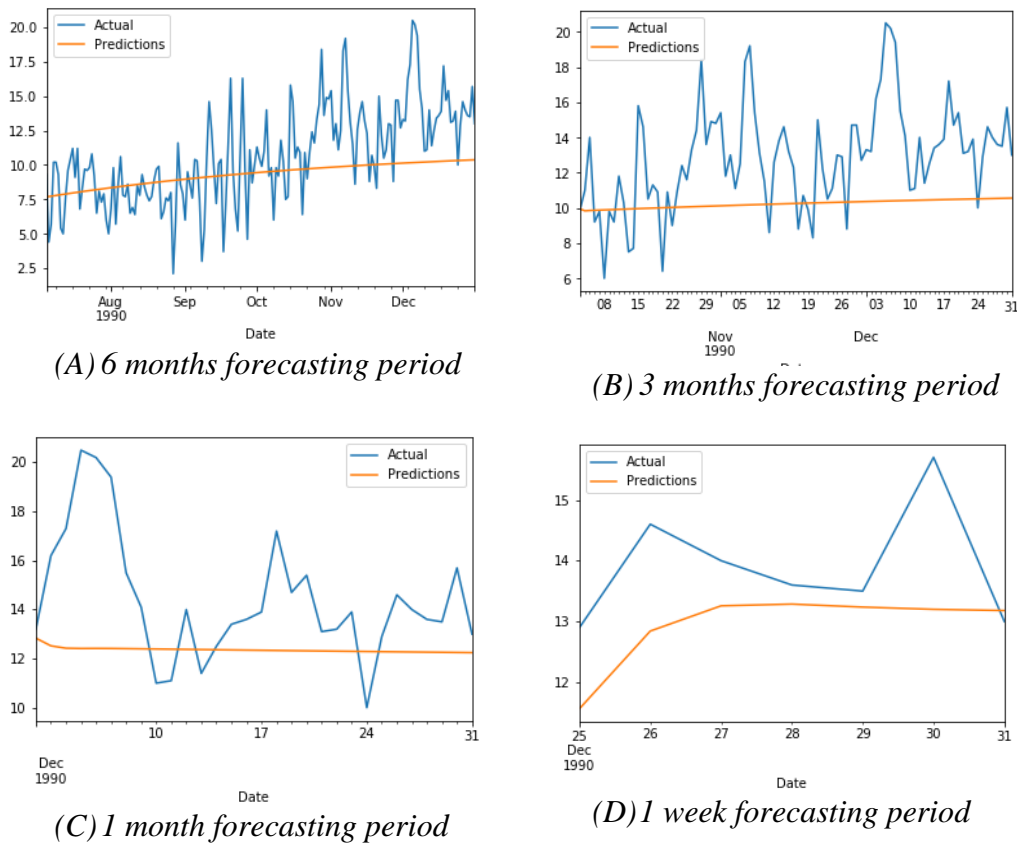 20.0
17.5
15.0
12.5
10.0
7.5
5.0
2.5
Actual
Predictions
Aug
1990
Sep
Oct
Nov
Dec
Date
(A) 6 months forecasting period
20
18
16
14
12
10
8
6
Actual
Predictions
08
15
22
29
05
12
19
26
03
10
17
24
31
Nov
1990
Dec
(B) 3 months forecasting period
20
18
16
14
12
10
Actual
Predictions
10
17
24
31
Dec
1990
Date
(C) 1 month forecasting period
15
14
13
12
Actual
Predictions
25
26
27
28
29
30
31
Dec
1990
Date
(D) 1 week forecasting period